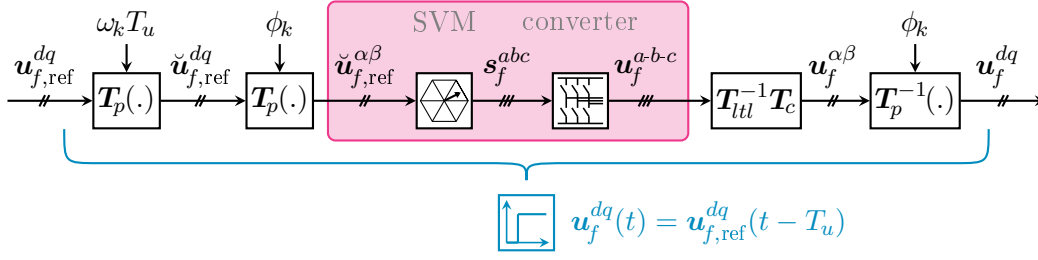 ω_k T_u
ϕ_k
SVM converter
ϕ_k
u_{f,ref}^{dq}
ŭ_{f,ref}^{dq}
ŭ_{f,ref}^{αβ}
s_f^{abc}
u_f^{a-b-c}
u_f^{αβ}
u_f^{dq}
T_p(.)
T_p(.)
T_{ltl}^{-1} T_c
T_p^{-1}(.)
u_f^{dq}(t) = u_{f,ref}^{dq}(t − T_u)